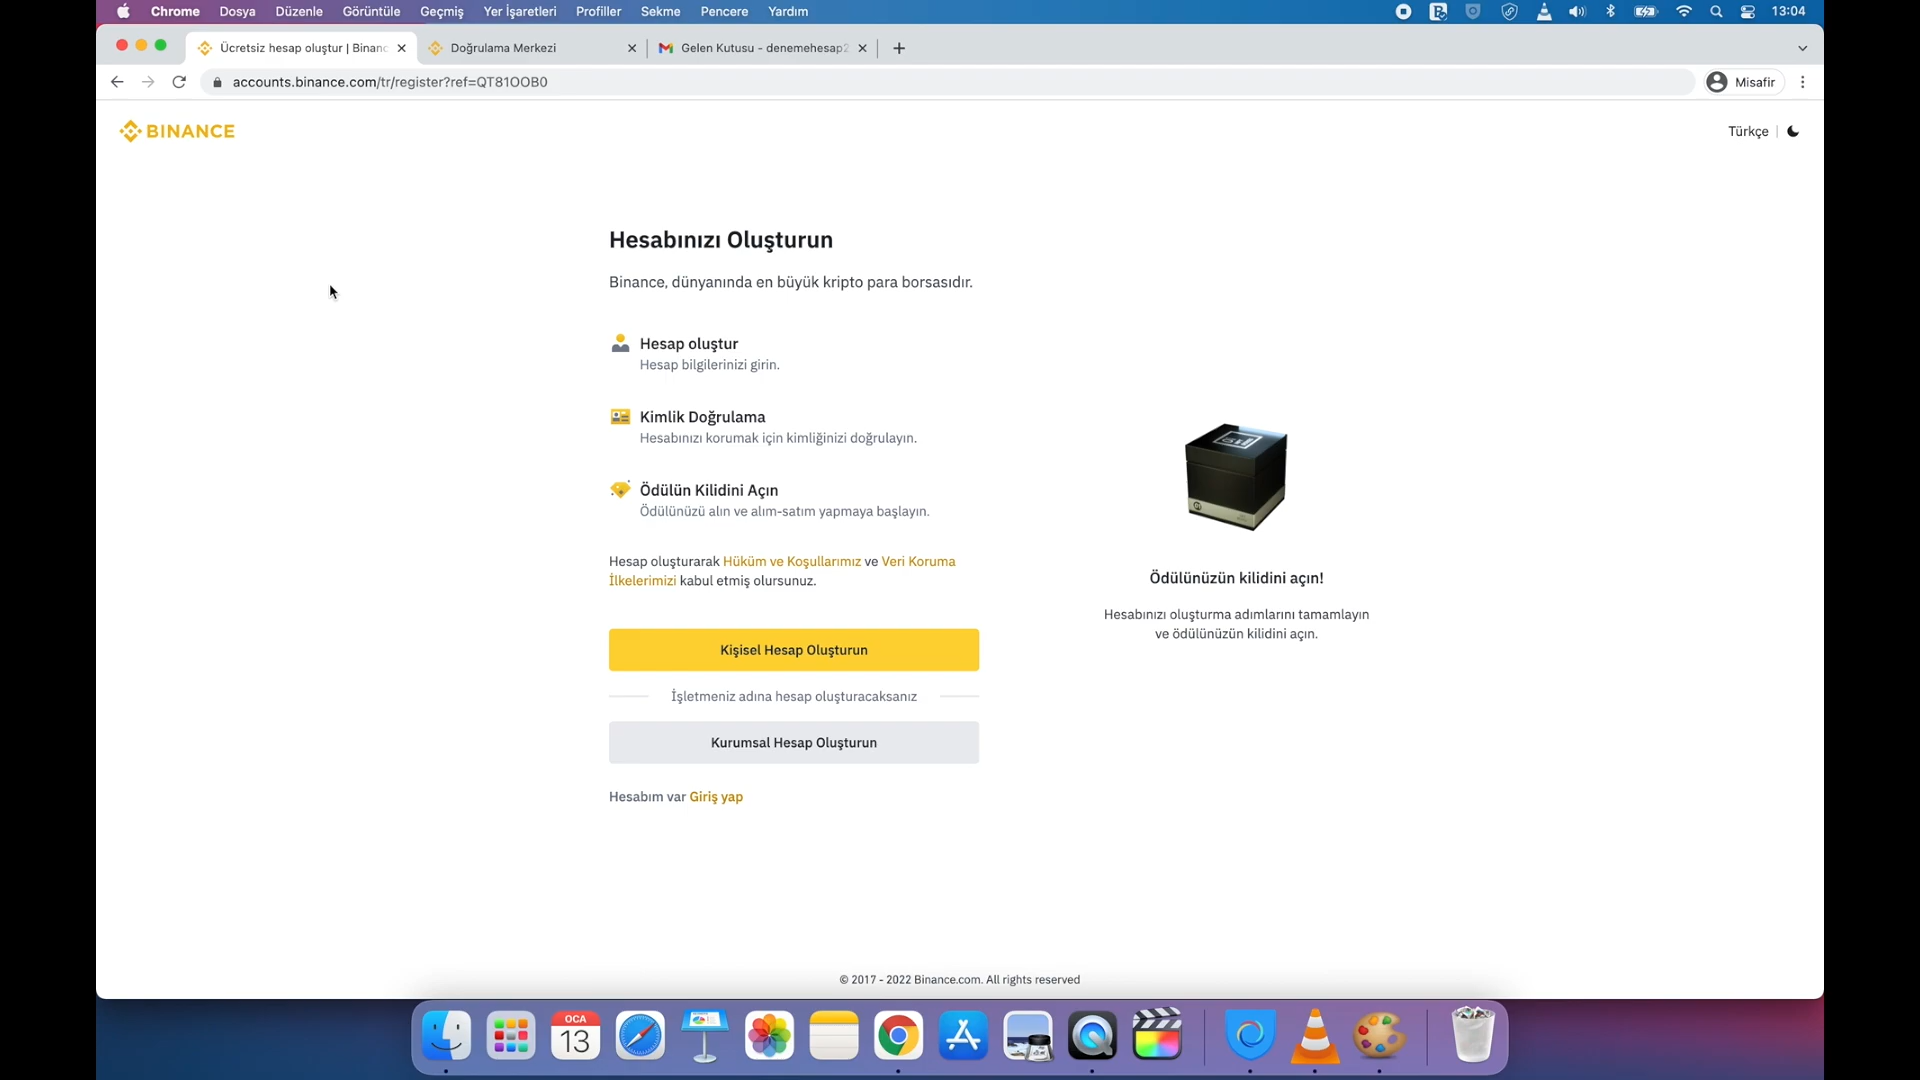 Chrome Dosya Düzenle Görüntüle Geçmiş Yer İşaretleri Profiller Sekme Pencere Yardım 13:04
Ücretsiz hesap oluştur | Binanc Doğrulama Merkezi Gelen Kutusu - denemehesap2
accounts.binance.com/tr/register?ref=QT81OOB0 Misafir
BINANCE Türkçe
Hesabınızı Oluşturun
Binance, dünyanında en büyük kripto para borsasıdır.
Hesap oluştur
Hesap bilgilerinizi girin.
Kimlik Doğrulama
Hesabınızı korumak için kimliğinizi doğrulayın.
Ödülün Kilidini Açın
Ödülünüzü alın ve alım-satım yapmaya başlayın.
Hesap oluşturarak Hüküm ve Koşullarımız ve Veri Koruma
İlkelerimizi kabul etmiş olursunuz.
Kişisel Hesap Oluşturun
İşletmeniz adına hesap oluşturacaksanız
Kurumsal Hesap Oluşturun
Hesabım var Giriş yap
Ödülünüzün kilidini açın!
Hesabınızı oluşturma adımlarını tamamlayın
ve ödülünüzün kilidini açın.
© 2017 - 2022 Binance.com. All rights reserved
OCA
13